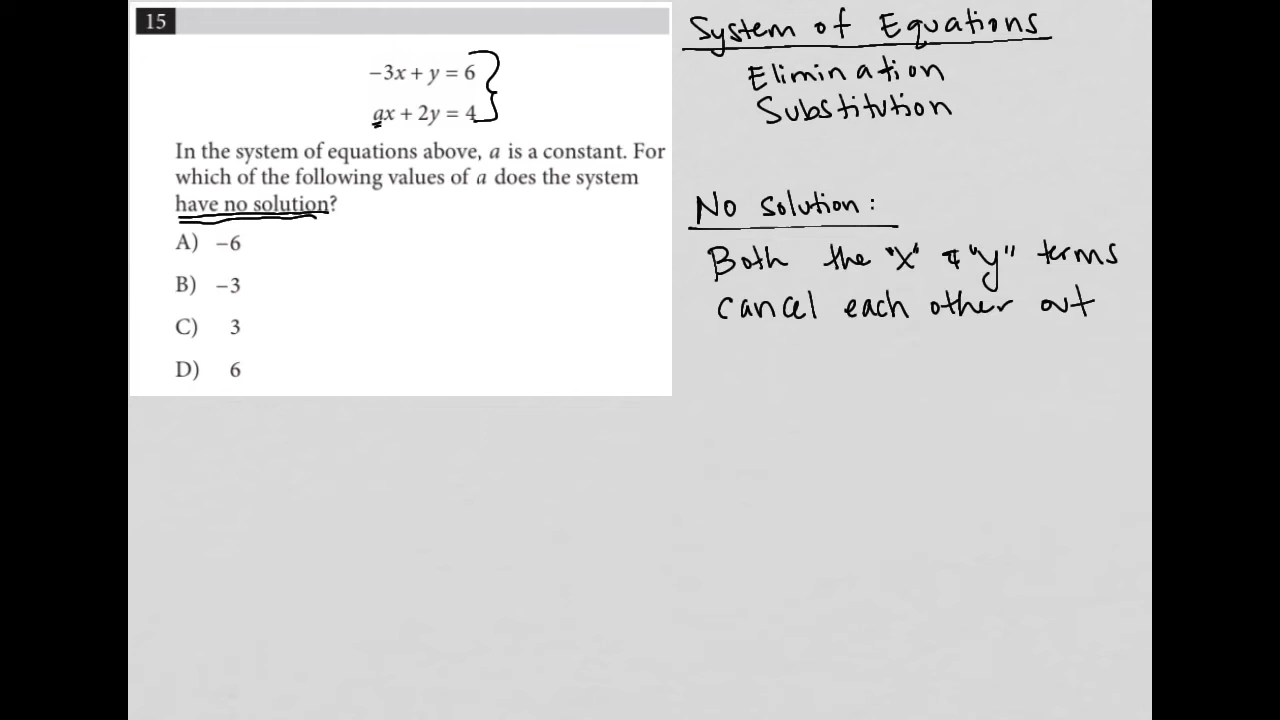 15
−3x + y = 6
ax + 2y = 4
In the system of equations above, a is a constant. For
which of the following values of a does the system
have no solution?
A) −6
B) −3
C) 3
D) 6
System of Equations
Elimination
Substitution
No solution:
Both the "x" & "y" terms
cancel each other out